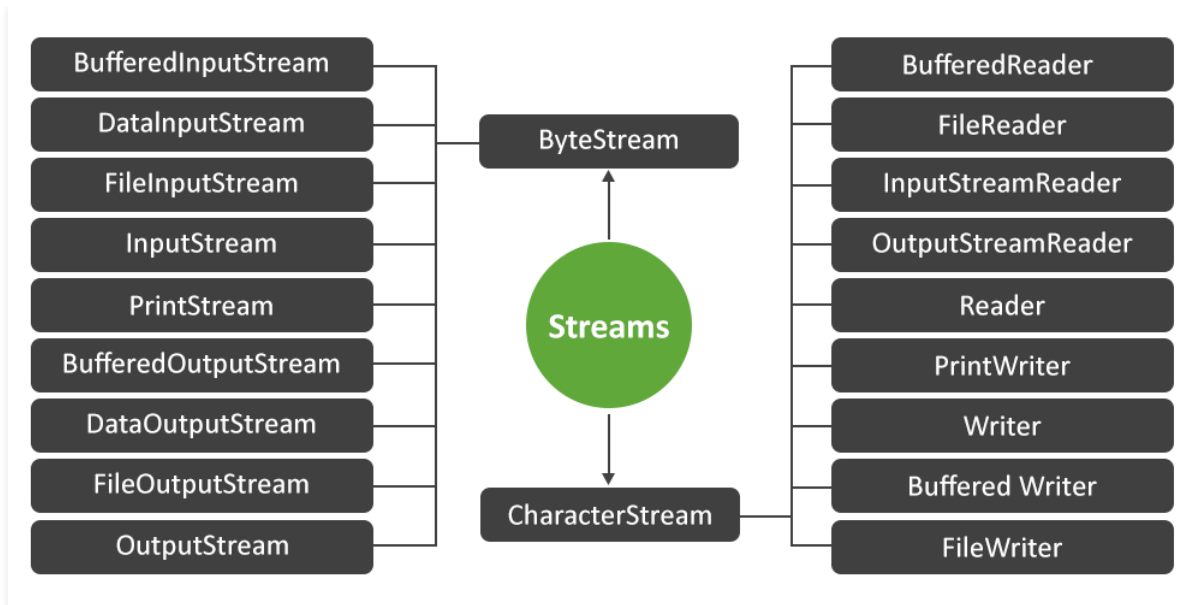 BufferedInputStream
DataInputStream
FileInputStream
InputStream
PrintStream
BufferedOutputStream
DataOutputStream
FileOutputStream
OutputStream
ByteStream
Streams
CharacterStream
BufferedReader
FileReader
InputStreamReader
OutputStreamReader
Reader
PrintWriter
Writer
Buffered Writer
FileWriter